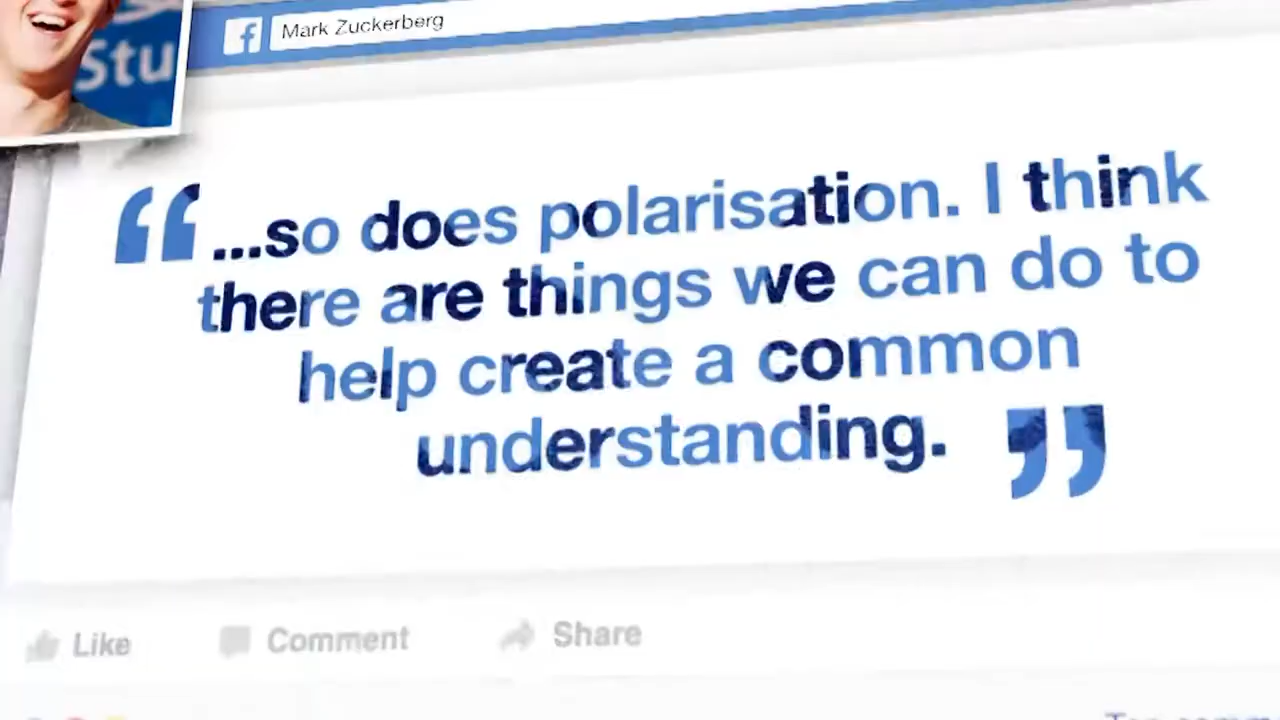 Stu
Mark Zuckerberg
“...so does polarisation. I think
there are things we can do to
help create a common
understanding. ”
Like Comment Share